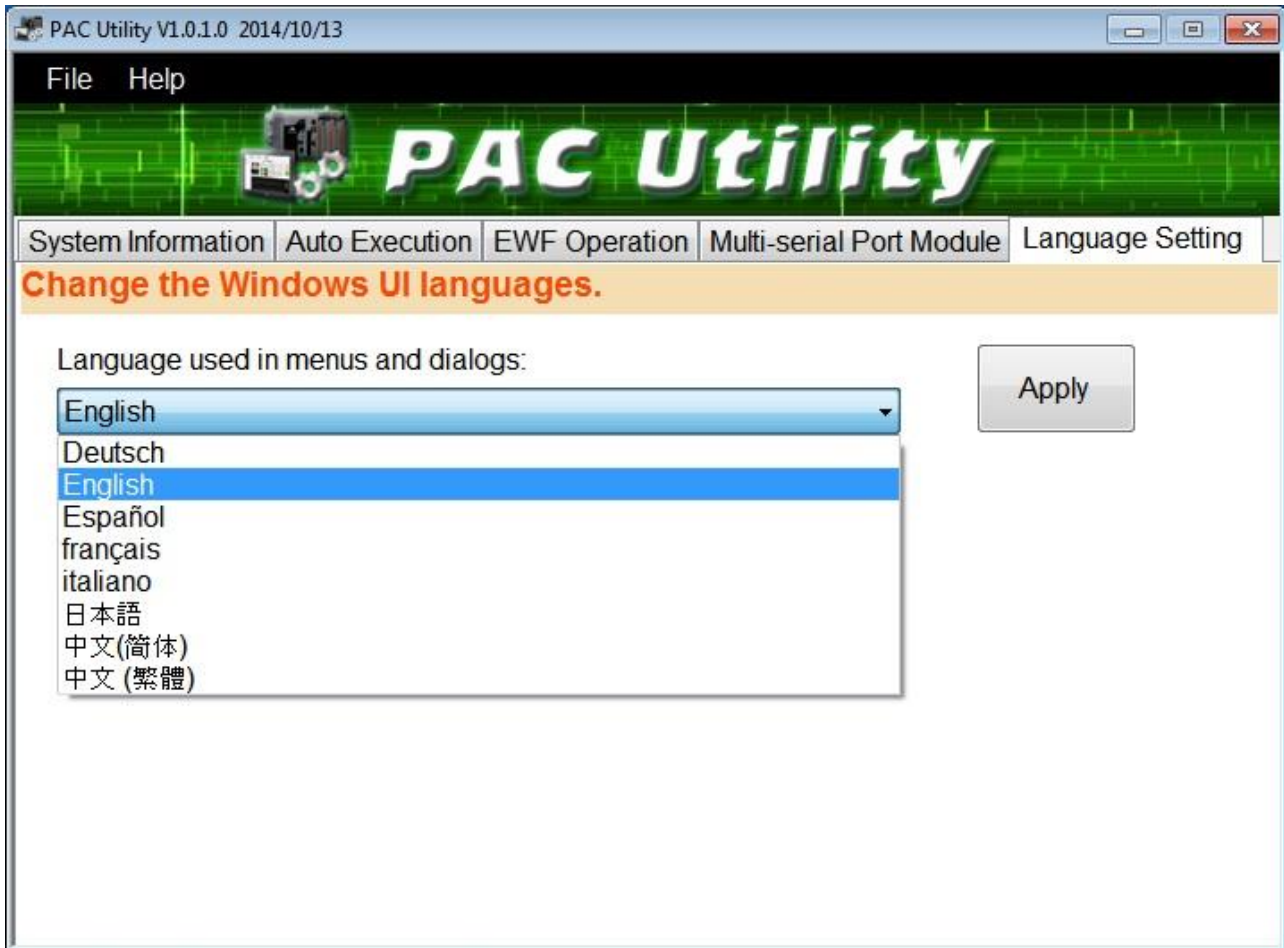 PAC Utility V1.0.1.0 2014/10/13
File Help
PAC Utility
System Information Auto Execution EWF Operation Multi-serial Port Module Language Setting
Change the Windows UI languages.
Language used in menus and dialogs:
Apply
English
Deutsch
English
Español
français
italiano
日本語
中文(简体)
中文 (繁體)